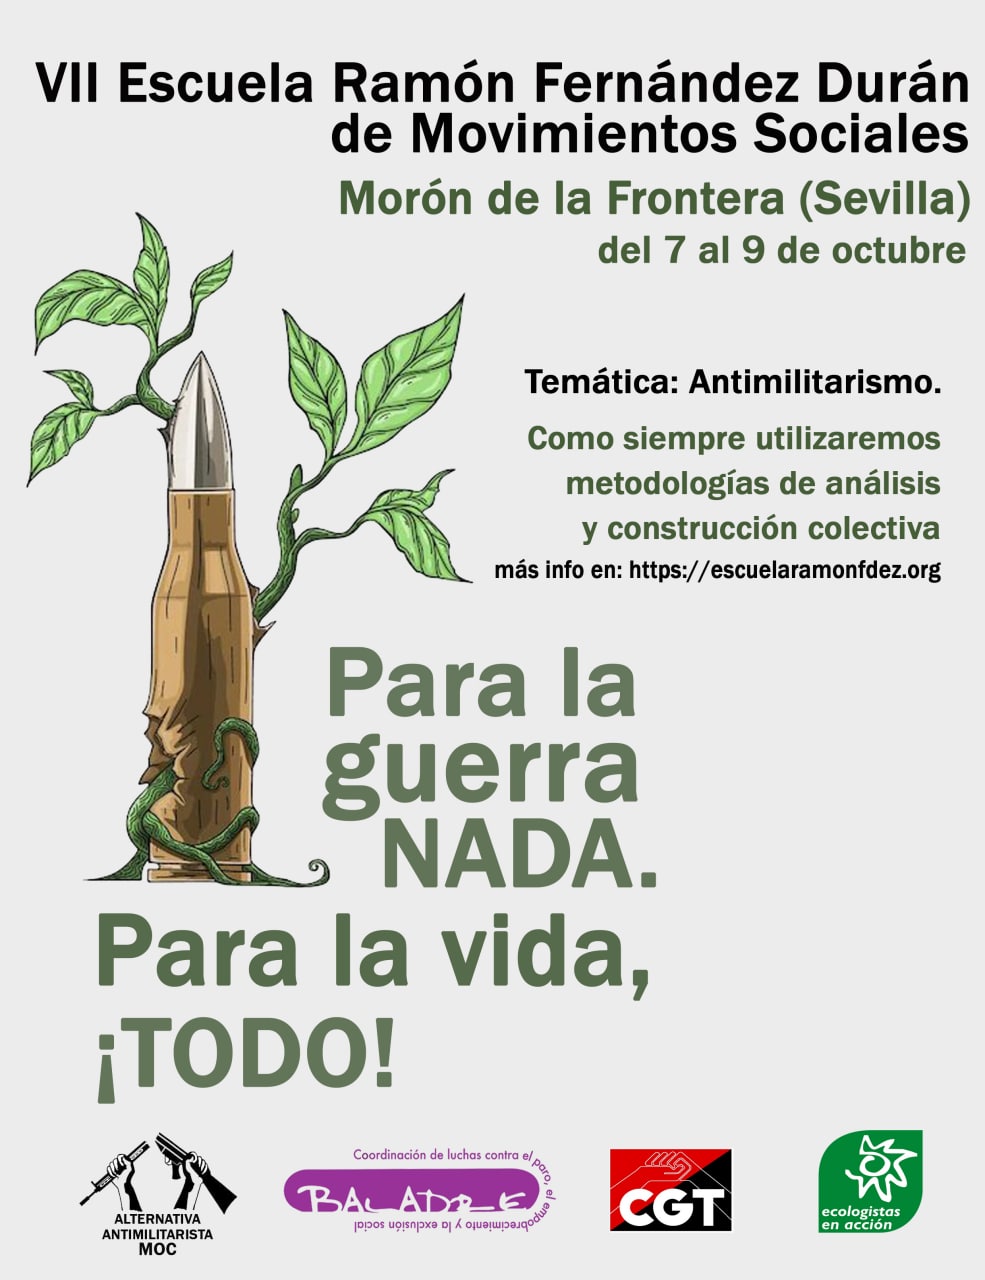 VII Escuela Ramón Fernández Durán
de Movimientos Sociales
Morón de la Frontera (Sevilla)
del 7 al 9 de octubre
Temática: Antimilitarismo.
Como siempre utilizaremos
metodologías de análisis
y construcción colectiva
más info en: https://escuelaramonfdez.org
Para la
guerra
NADA.
Para la vida,
¡TODO!
ALTERNATIVA
ANTIMILITARISTA
MOC
Coordinación de luchas contra el paro, el empobrecimiento y la exclusión social
BALADRE
CGT
ecologistas
en acción